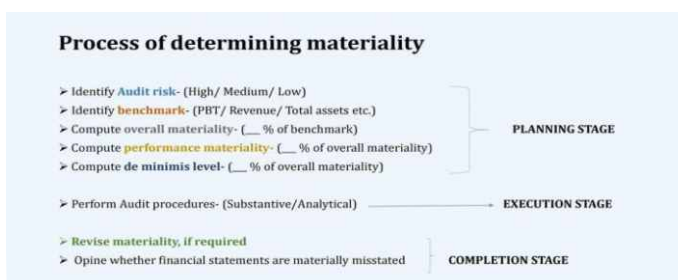 Process of determining materiality
➢ Identify Audit risk- (High/ Medium/ Low)
➢ Identify benchmark- (PBT/ Revenue/ Total assets etc.)
➢ Compute overall materiality- (__ % of benchmark)
➢ Compute performance materiality- (__ % of overall materiality)
➢ Compute de minimis level- (__ % of overall materiality)
PLANNING STAGE
➢ Perform Audit procedures- (Substantive/Analytical)
EXECUTION STAGE
➢ Revise materiality, if required
➢ Opine whether financial statements are materially misstated
COMPLETION STAGE